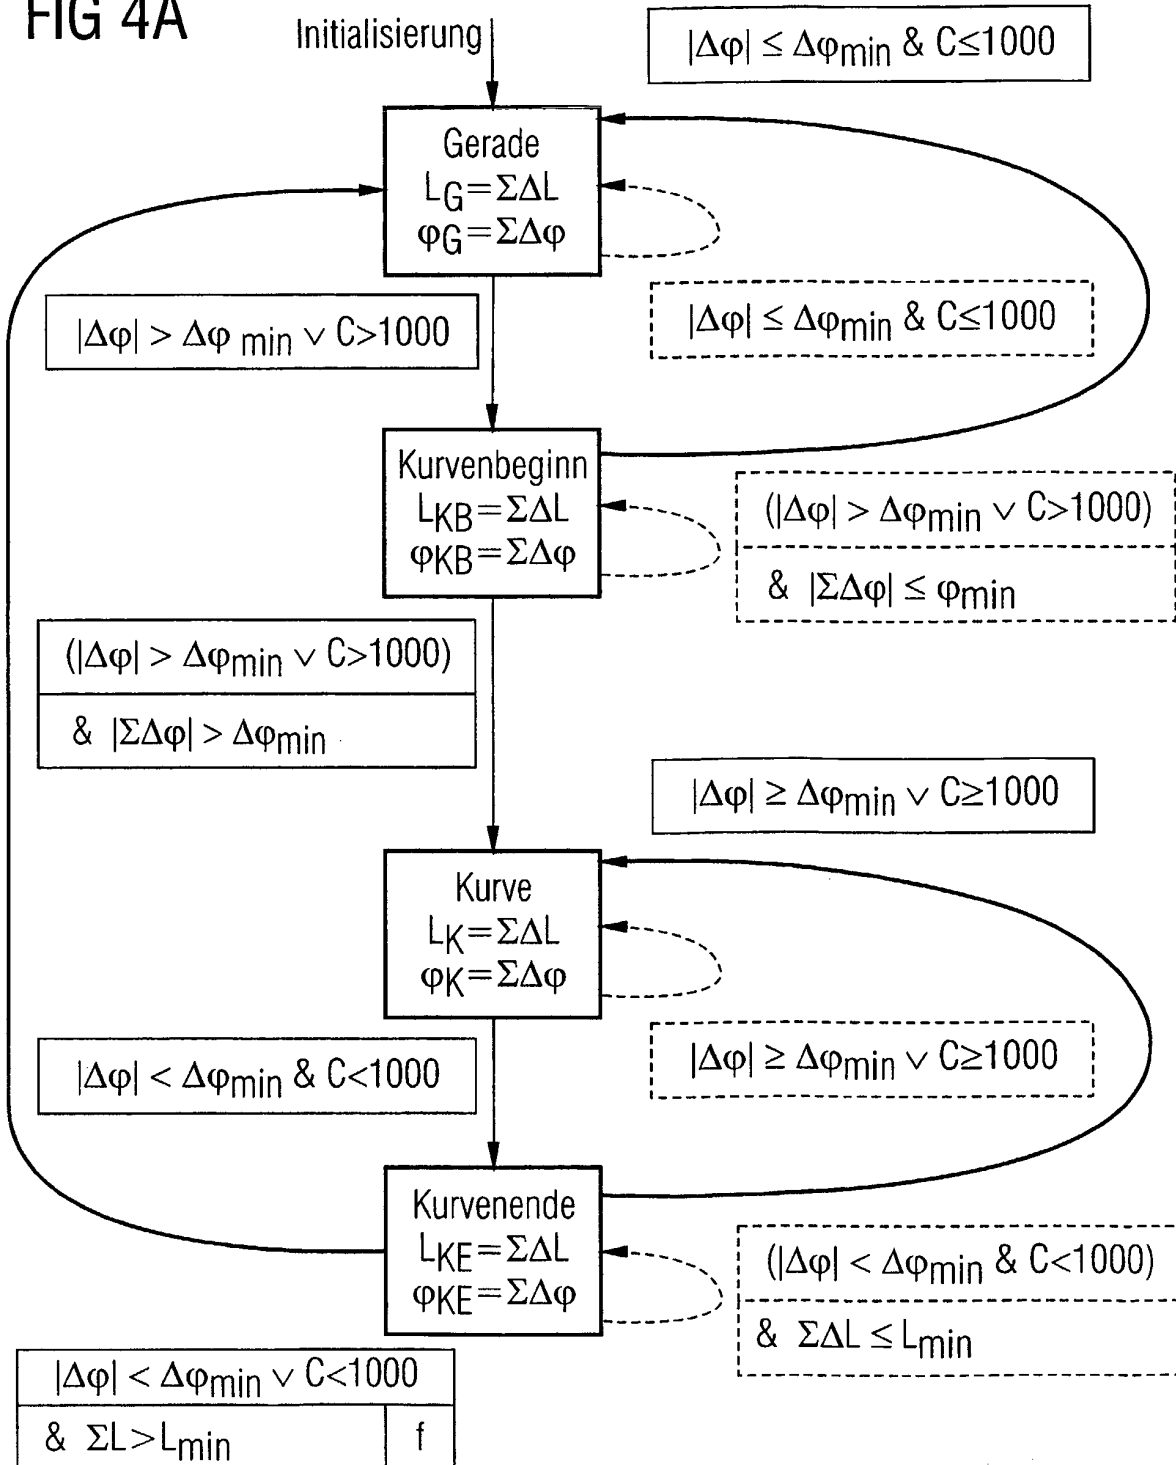 FIG 4A
Initialisierung
|Δφ| ≤ Δφmin & C≤1000
Gerade
LG=ΣΔL
φG=ΣΔφ
|Δφ| > Δφ min ∨ C>1000
|Δφ| ≤ Δφmin & C≤1000
Kurvenbeginn
LKB=ΣΔL
φKB=ΣΔφ
(|Δφ| > Δφmin ∨ C>1000)
& |ΣΔφ| ≤ φmin
(|Δφ| > Δφmin ∨ C>1000)
& |ΣΔφ| > Δφmin
|Δφ| ≥ Δφmin ∨ C≥1000
Kurve
LK=ΣΔL
φK=ΣΔφ
|Δφ| < Δφmin & C<1000
|Δφ| ≥ Δφmin ∨ C≥1000
Kurvenende
LKE=ΣΔL
φKE=ΣΔφ
(|Δφ| < Δφmin & C<1000)
& ΣΔL ≤ Lmin
|Δφ| < Δφmin ∨ C<1000
& ΣL>Lmin f